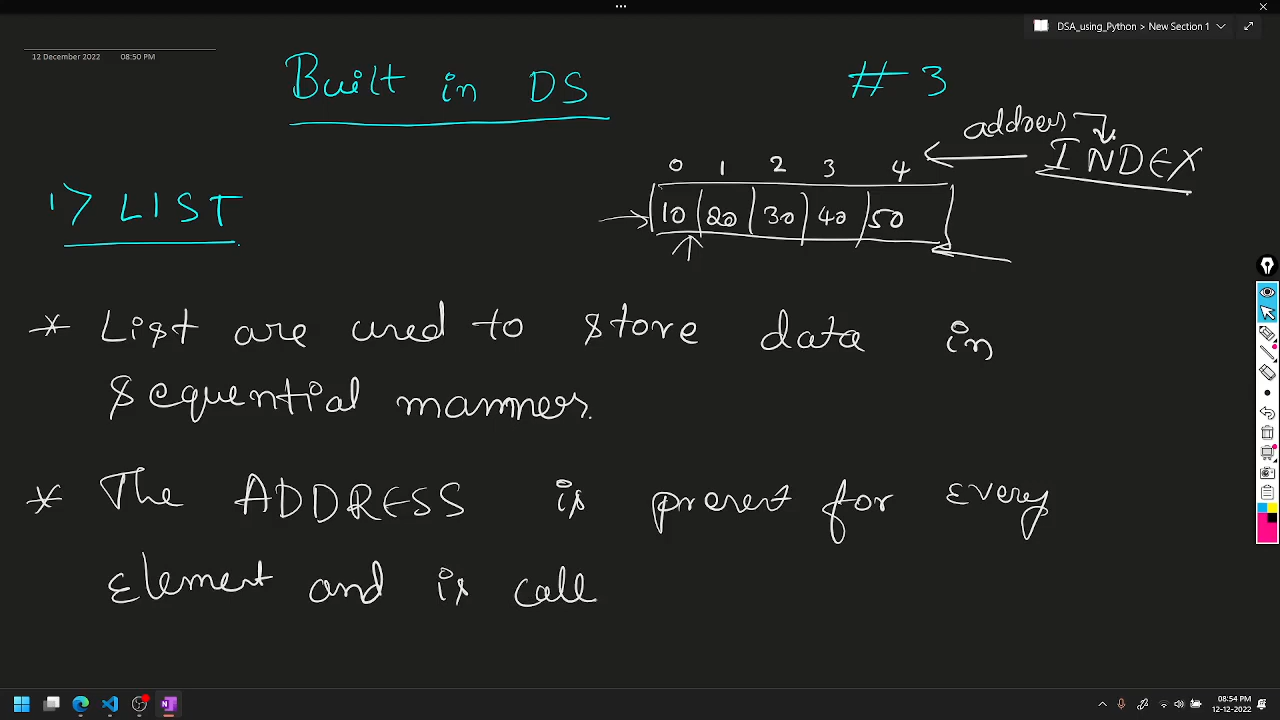 DSA_using_Python > New Section 1
12 December 2022 08:50 PM
Built in DS # 3
address
INDEX
0 1 2 3 4
10 20 30 40 50
1> LIST
* List are used to store data in
sequential manner.
* The ADDRESS is present for every
element and is call
08:54 PM
12-12-2022